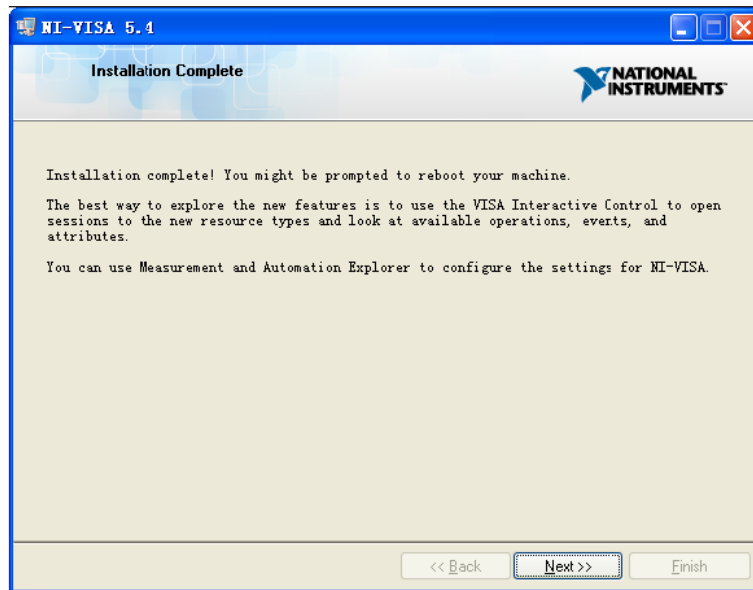 NI-VISA 5.4
Installation Complete
NATIONAL
INSTRUMENTS™
Installation complete! You might be prompted to reboot your machine.
The best way to explore the new features is to use the VISA Interactive Control to open
sessions to the new resource types and look at available operations, events, and
attributes.
You can use Measurement and Automation Explorer to configure the settings for NI-VISA.
<< Back
Next >>
Finish